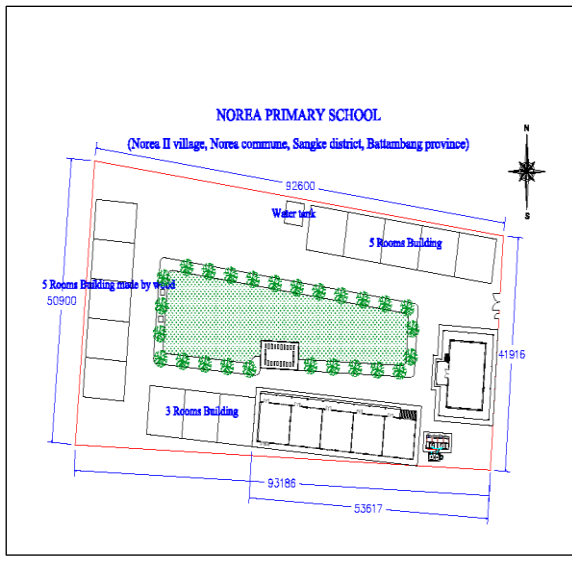 NOREA PRIMARY SCHOOL
(Norea II village, Norea commune, Sangke district, Battambang province)
N
S
92600
Water tank
5 Rooms Building
5 Rooms Building made by wood
50900
41916
3 Rooms Building
93186
53617